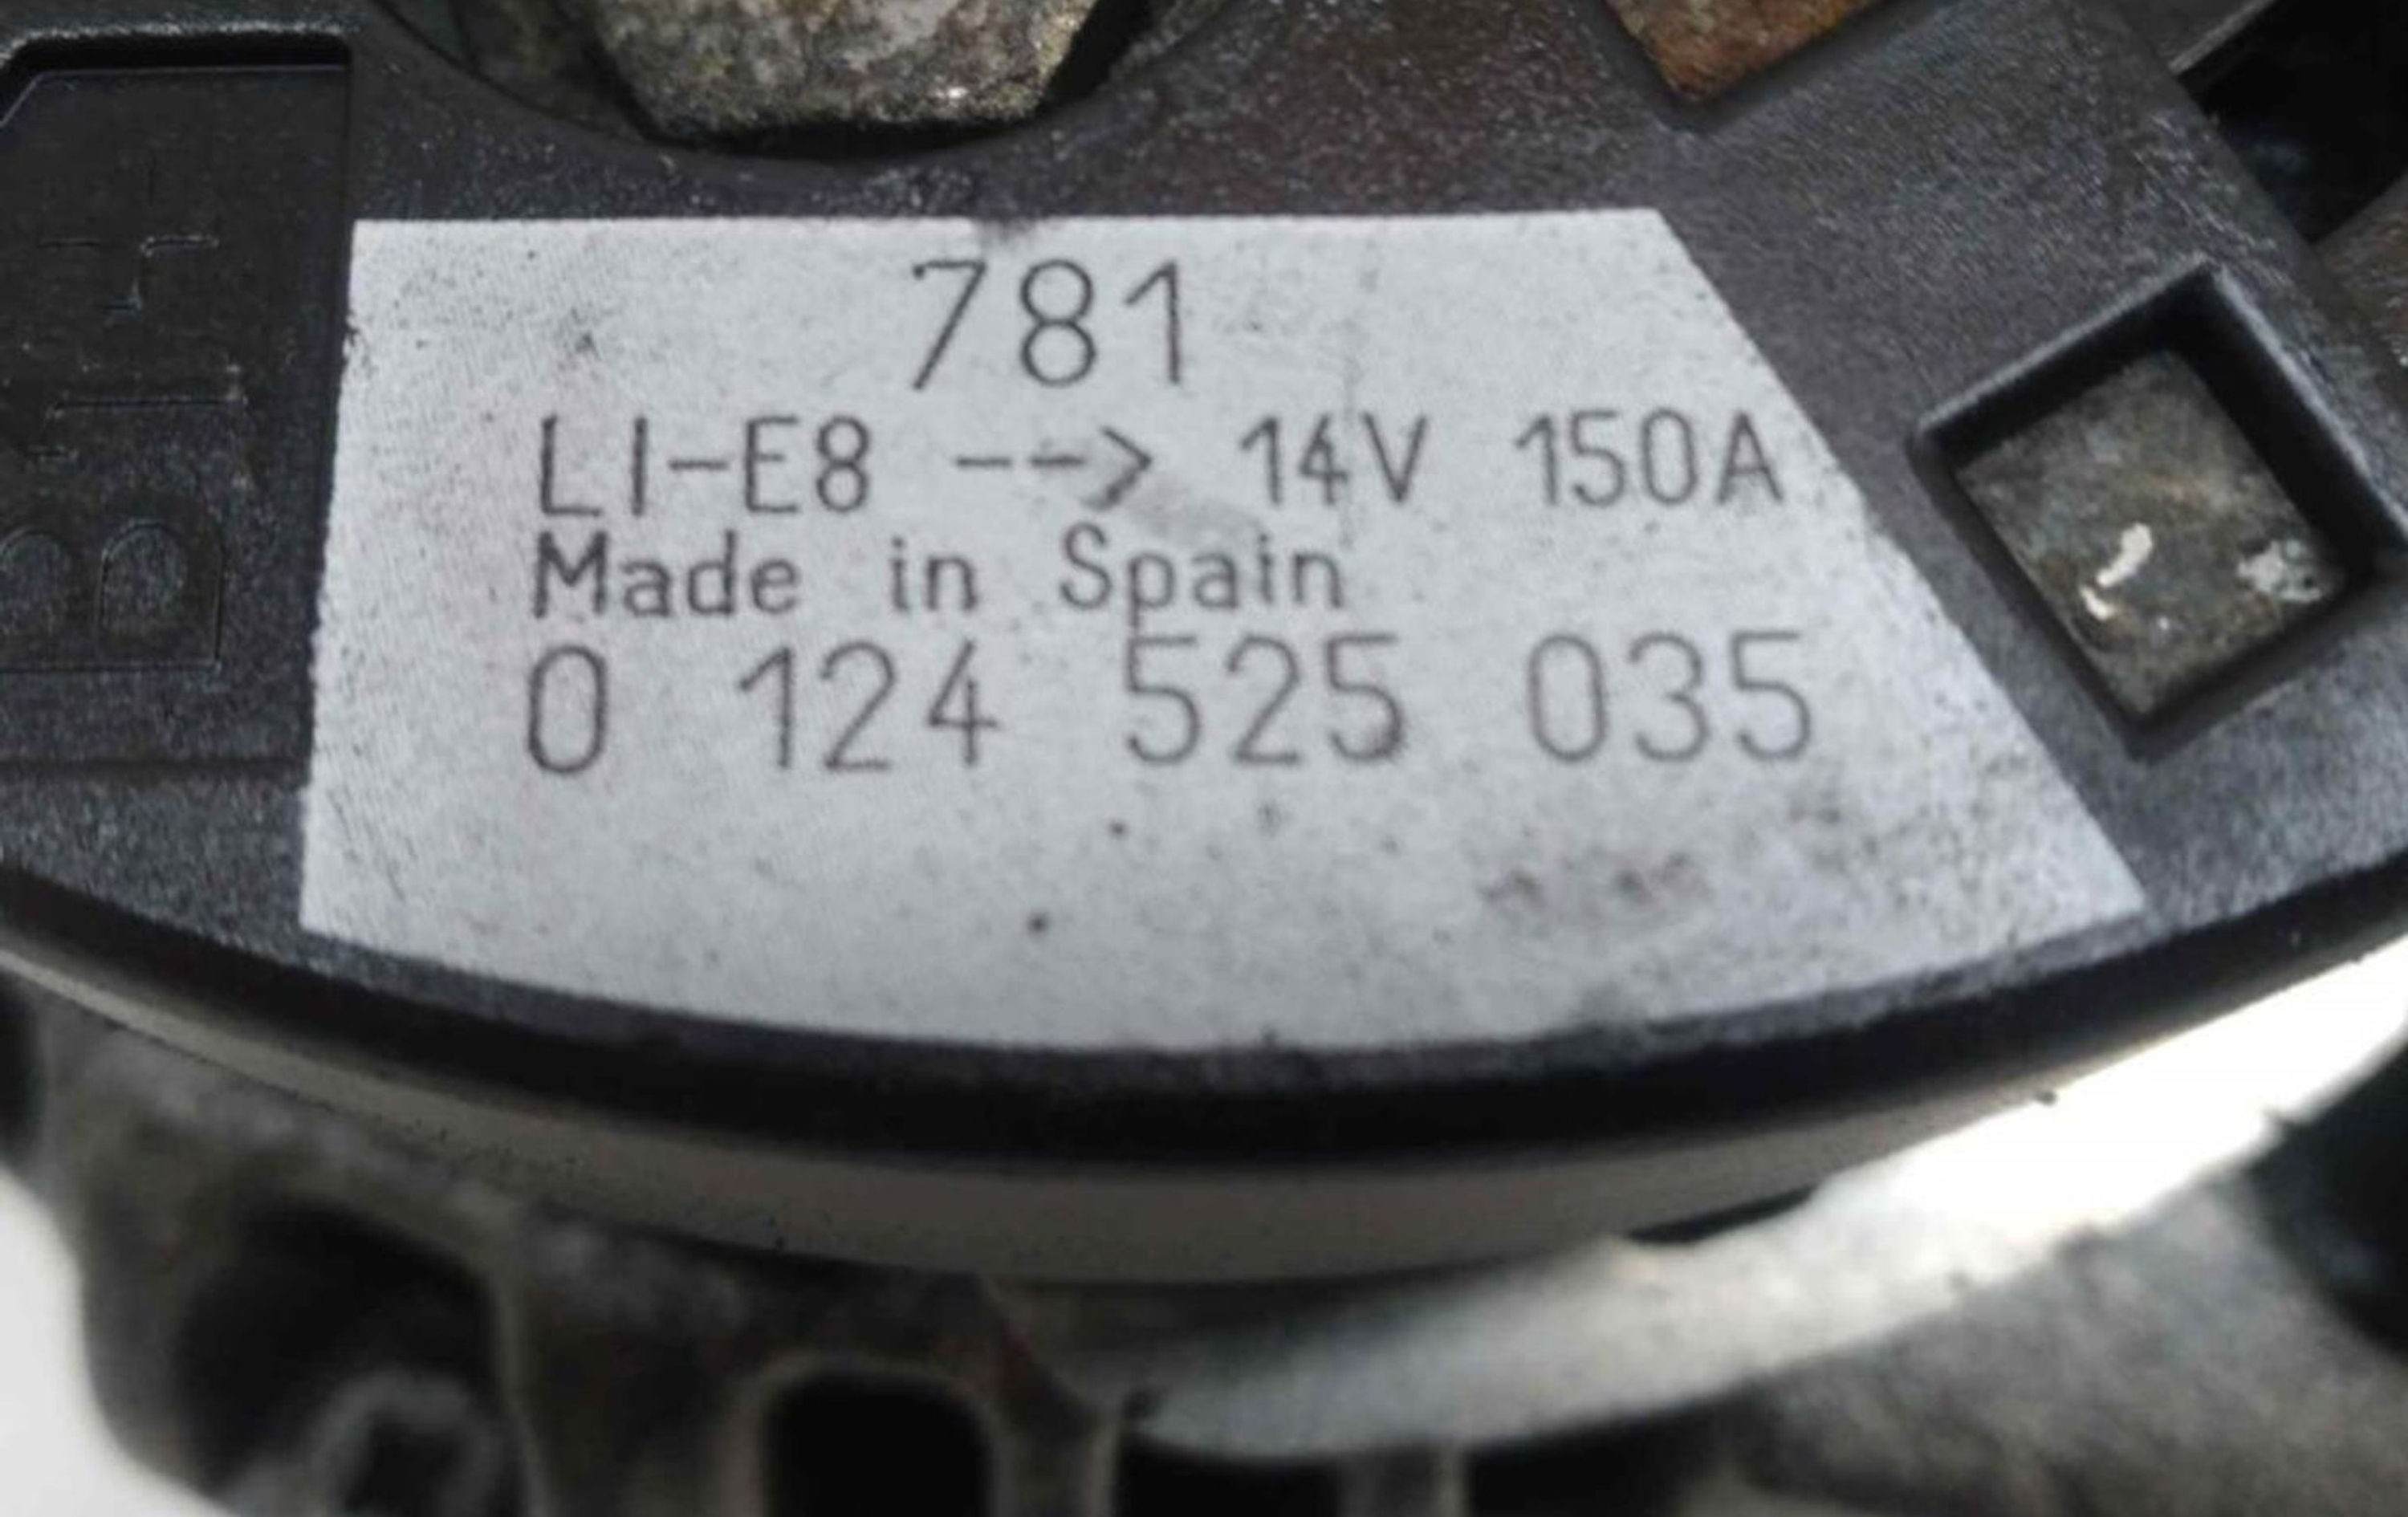 781
LI-E8 --> 14V 150A
Made in Spain
0 124 525 035
B+